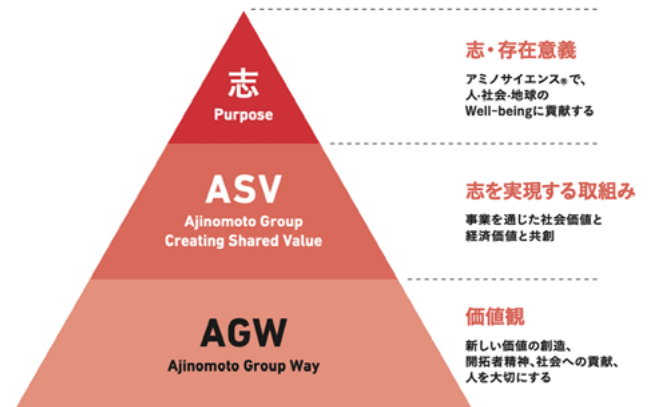 志
Purpose
志・存在意義
アミノサイエンス®で、
人・社会・地球の
Well-beingに貢献する
ASV
Ajinomoto Group
Creating Shared Value
志を実現する取組み
事業を通じた社会価値と
経済価値と共創
AGW
Ajinomoto Group Way
価値観
新しい価値の創造、
開拓者精神、社会への貢献、
人を大切にする